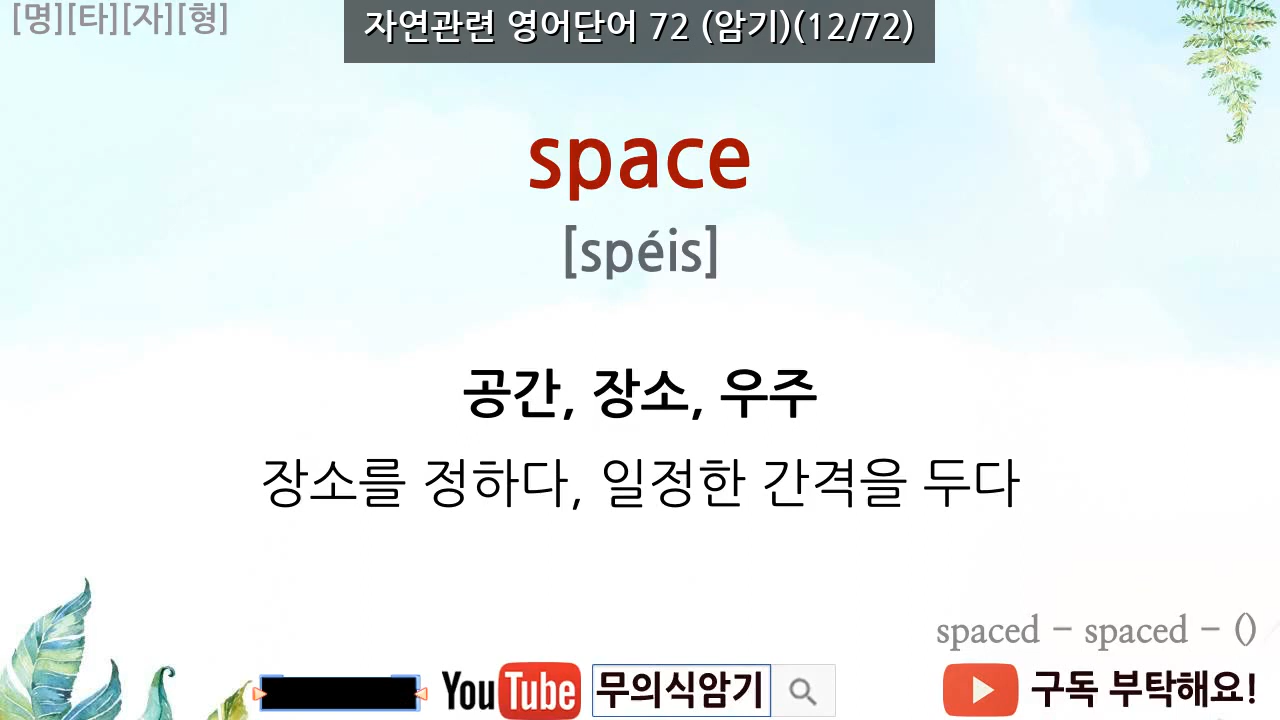 [명][타][자][형]
자연관련 영어단어 72 (암기)(12/72)
space
[spéis]
공간, 장소, 우주
장소를 정하다, 일정한 간격을 두다
spaced - spaced - ()
YouTube 무의식암기 구독 부탁해요!